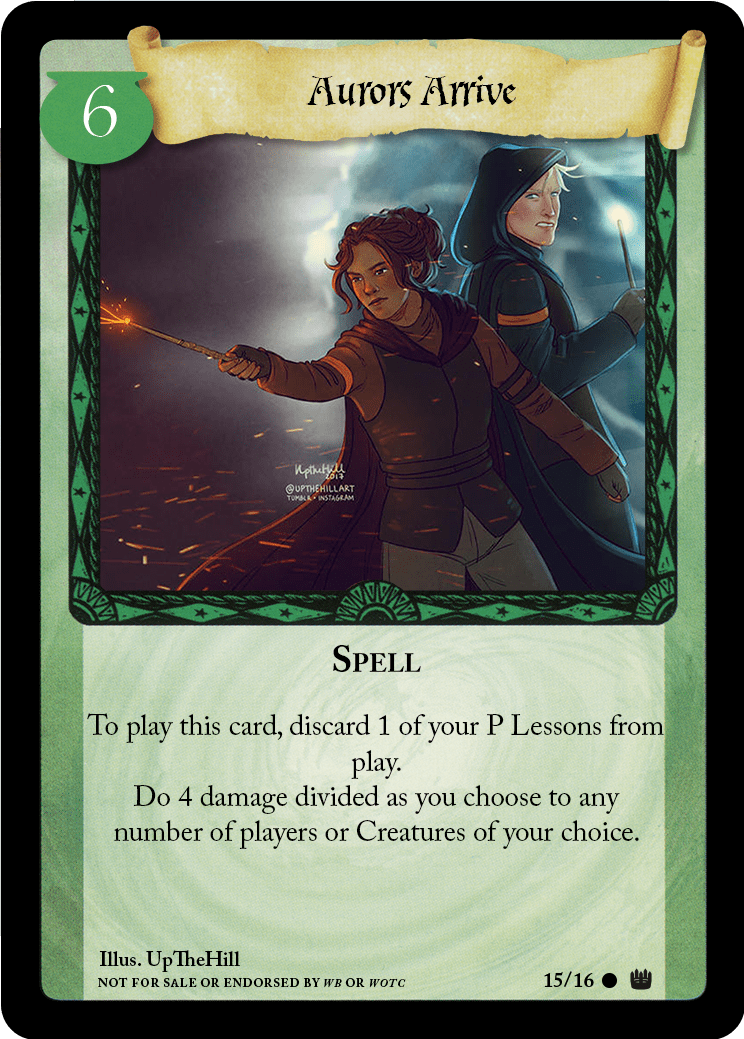 6
Aurors Arrive
UpTheHill
2017
@UPTHEHILLART
TUMBLR • INSTAGRAM
SPELL
To play this card, discard 1 of your P Lessons from
play.
Do 4 damage divided as you choose to any
number of players or Creatures of your choice.
Illus. UpTheHill
NOT FOR SALE OR ENDORSED BY WB OR WOTC
15/16